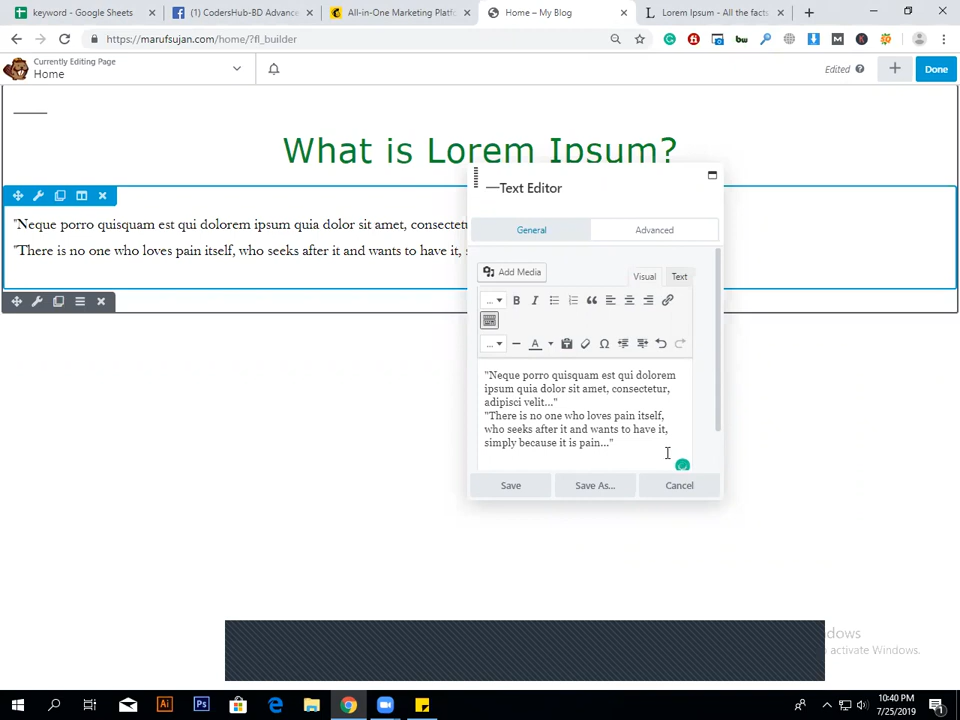 keyword - Google Sheets
(1) CodersHub-BD Advance
All-in-One Marketing Platf
Home – My Blog
Lorem Ipsum - All the facts
https://marufsujan.com/home/?fl_builder
Currently Editing Page
Home
Edited
Done
What is Lorem Ipsum?
"Neque porro quisquam est qui dolorem ipsum quia dolor sit amet, consectetu
"There is no one who loves pain itself, who seeks after it and wants to have it, s
Text Editor
General
Advanced
Add Media
Visual
Text
"Neque porro quisquam est qui dolorem
ipsum quia dolor sit amet, consectetur,
adipisci velit..."
"There is no one who loves pain itself,
who seeks after it and wants to have it,
simply because it is pain..."
Save
Save As...
Cancel
dows
activate Windows.
10:40 PM
7/25/2019